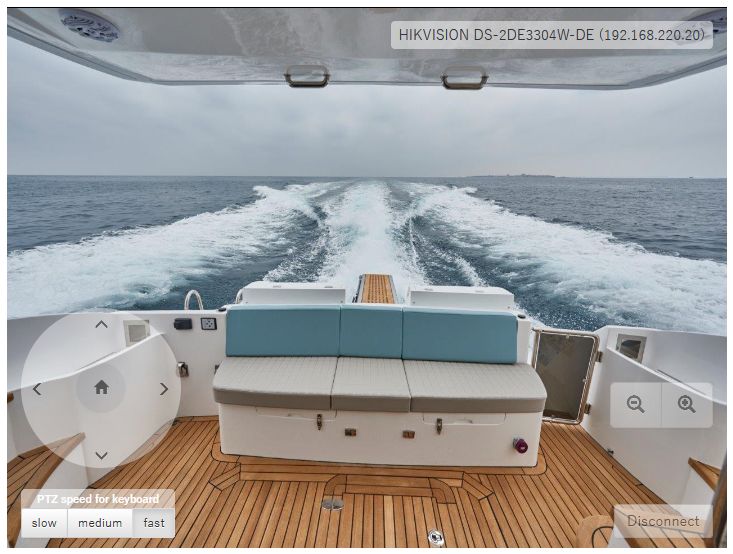 HIKVISION DS-2DE3304W-DE (192.168.220.20)
PTZ speed for keyboard
slow medium fast
Disconnect